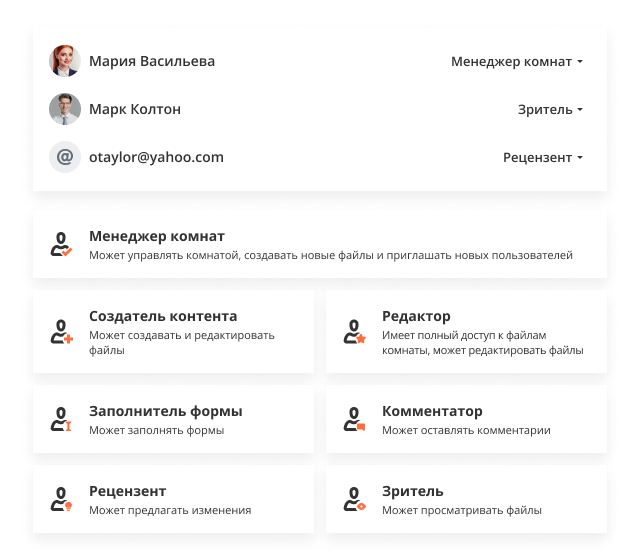 Мария Васильева
Менеджер комнат
Марк Колтон
Зритель
@
otaylor@yahoo.com
Рецензент
Менеджер комнат
Может управлять комнатой, создавать новые файлы и приглашать новых пользователей
Создатель контента
Может создавать и редактировать
файлы
Редактор
Имеет полный доступ к файлам
комнаты, может редактировать файлы
Заполнитель формы
Может заполнять формы
Комментатор
Может оставлять комментарии
Рецензент
Может предлагать изменения
Зритель
Может просматривать файлы